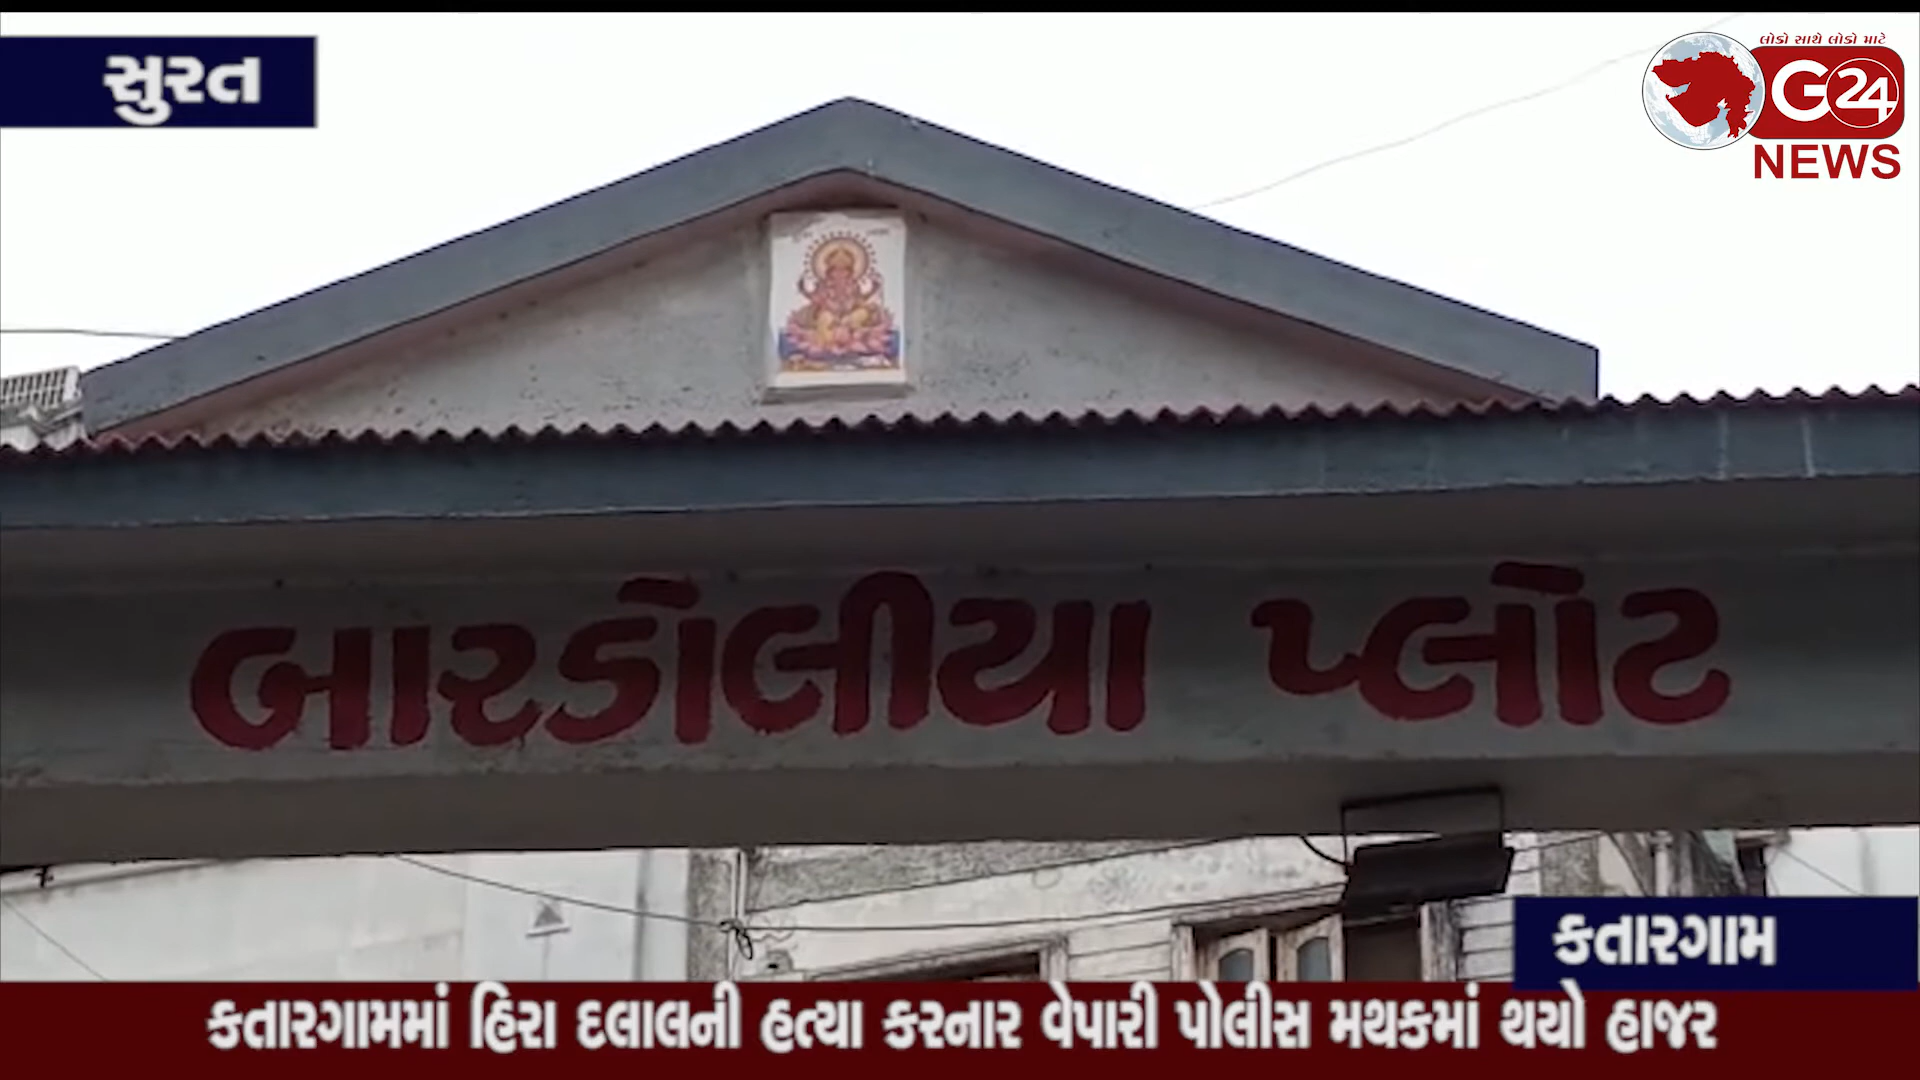 સુરત
લોકો સાથે લોકો માટે
G24
NEWS
બારડોલીયા પ્લોટ
કતારગામ
કતારગામમાં હિરા દલાલની હત્યા કરનાર વેપારી પોલીસ મથકમાં થયો હાજર